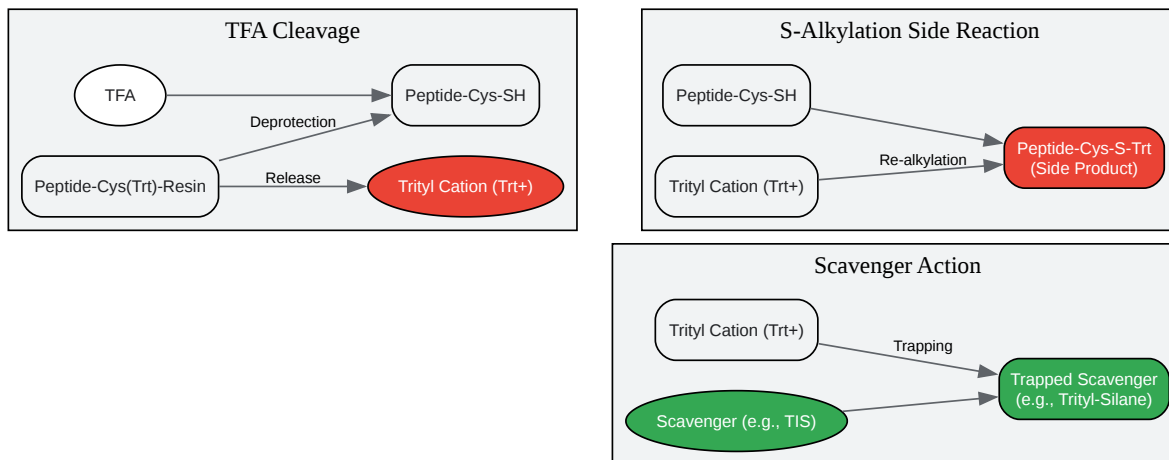 TFA Cleavage
TFA
Peptide-Cys-SH
Deprotection
Peptide-Cys(Trt)-Resin
Release
Trityl Cation (Trt+)
S-Alkylation Side Reaction
Peptide-Cys-SH
Re-alkylation
Trityl Cation (Trt+)
Peptide-Cys-S-Trt
(Side Product)
Scavenger Action
Trityl Cation (Trt+)
Trapping
Scavenger (e.g., TIS)
Trapped Scavenger
(e.g., Trityl-Silane)